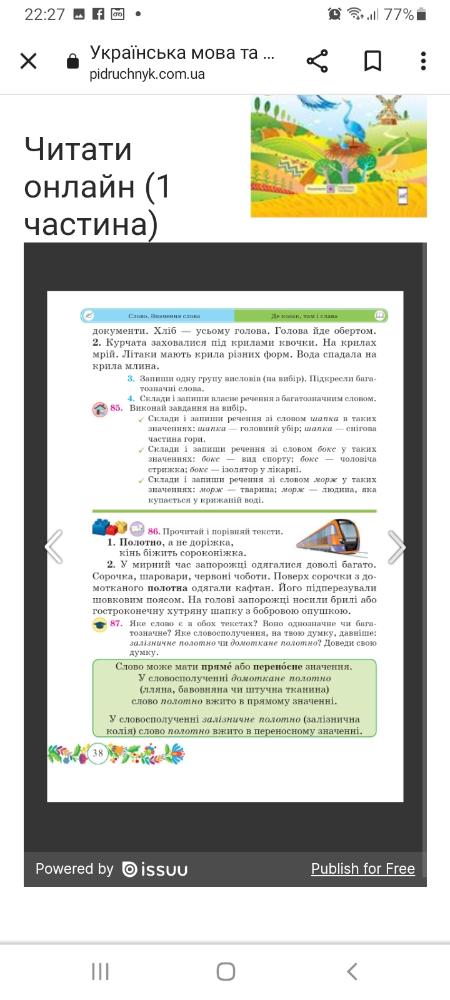 22:27
77%
Українська мова та ...
pidruchnyk.com.ua
Читати
онлайн (1
частина)
Слово. Значення слова
Де козак, там і слава
документи. Хліб — усьому голова. Голова йде обертом.
2. Курчата заховалися під крилами квочки. На крилах
мрій. Літаки мають крила різних форм. Вода спадала на
крила млина.
3. Запиши одну групу висловів (на вибір). Підкресли бага-
тозначні слова.
4. Склади і запиши власне речення з багатозначним словом.
85. Виконай завдання на вибір.
✓ Склади і запиши речення зі словом шапка в таких
значеннях: шапка — головний убір; шапка — снігова
частина гори.
✓ Склади і запиши речення зі словом бокс у таких
значеннях: бокс — вид спорту; бокс — чоловіча
стрижка; бокс — ізолятор у лікарні.
✓ Склади і запиши речення зі словом морж у таких
значеннях: морж — тварина; морж — людина, яка
купається у крижаній воді.
86. Прочитай і порівняй тексти.
1. Полотно, а не доріжка,
кінь біжить сороконіжка.
2. У мирний час запорожці одягалися доволі багато.
Сорочка, шаровари, червоні чоботи. Поверх сорочки з до-
мотканого полотна одягали кафтан. Його підперезували
шовковим поясом. На голові запорожці носили брилі або
гостроконечну хутряну шапку з бобровою опушкою.
87. Яке слово є в обох текстах? Воно однозначне чи бага-
тозначне? Яке словосполучення, на твою думку, давніше:
залізничне полотно чи домоткане полотно? Доведи свою
думку.
Слово може мати пряме́ або перено́сне значення.
У словосполученні домоткане полотно
(лляна, бавовняна чи штучна тканина)
слово полотно вжито в прямому значенні.
У словосполученні залізничне полотно (залізнична
колія) слово полотно вжито в переносному значенні.
38
Powered by issuu
Publish for Free